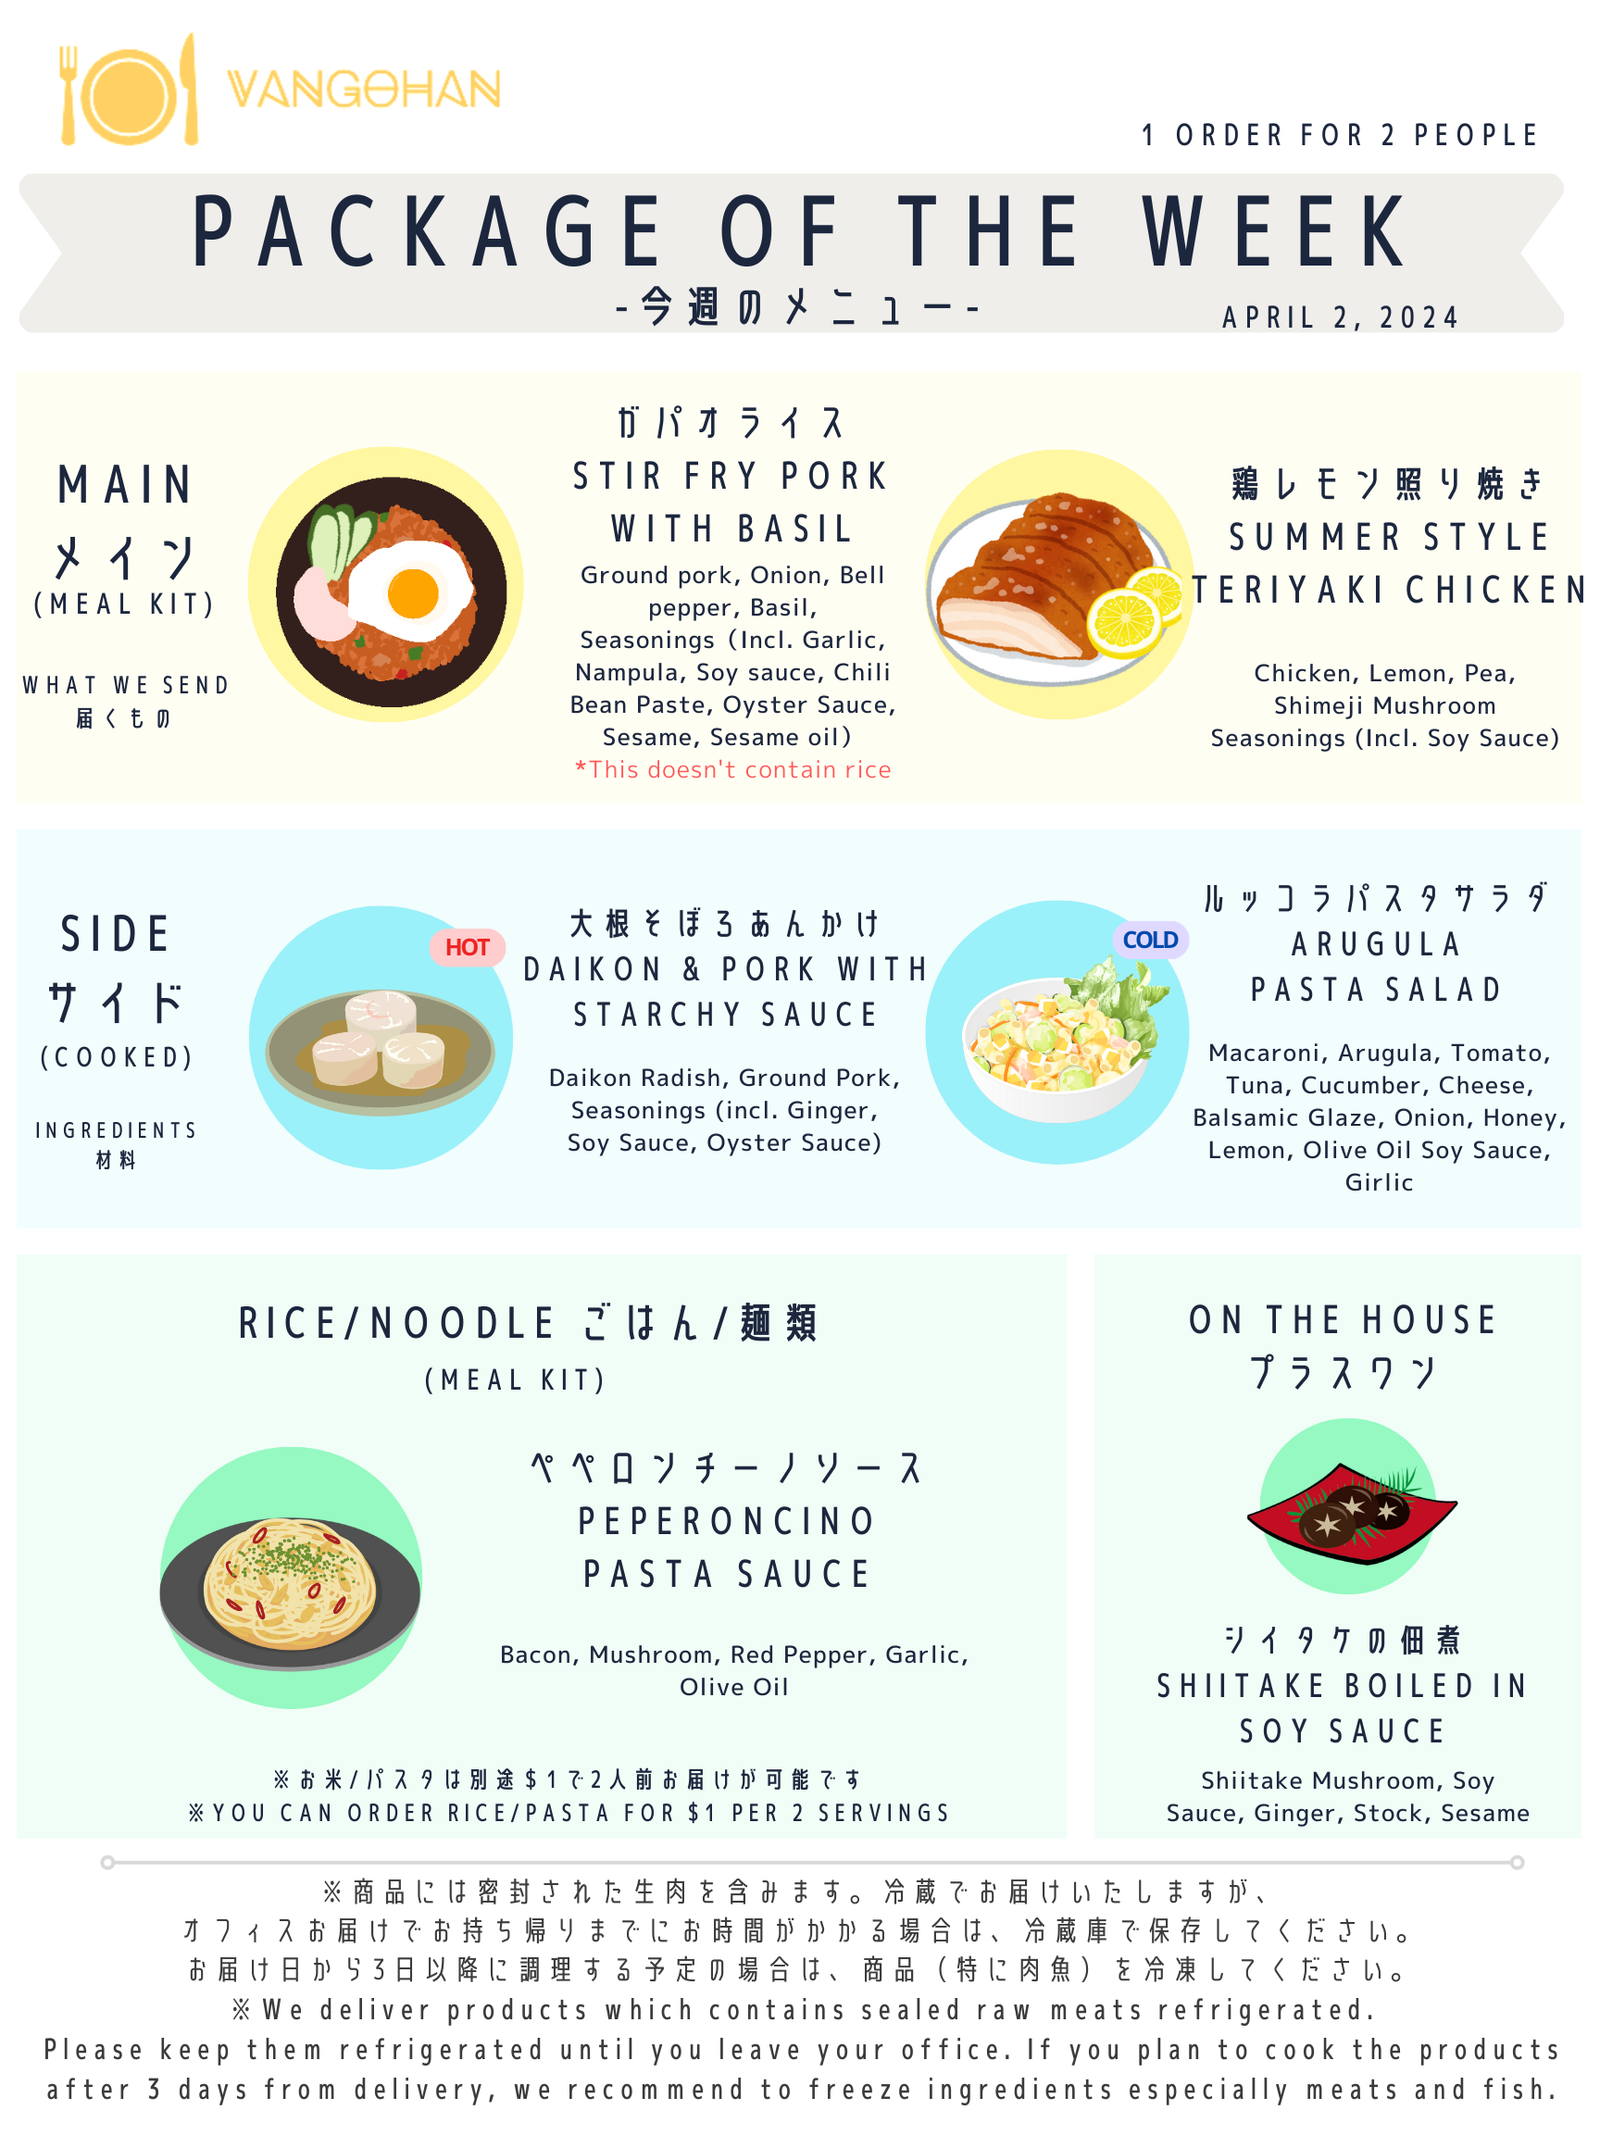 VANGOHAN
1 ORDER FOR 2 PEOPLE
PACKAGE OF THE WEEK
-今週のメニュー-
APRIL 2, 2024
MAIN
メイン
(MEAL KIT)
WHAT WE SEND
届くもの
ガパオライス
STIR FRY PORK
WITH BASIL
Ground pork, Onion, Bell
pepper, Basil,
Seasonings (Incl. Garlic,
Nampula, Soy sauce, Chili
Bean Paste, Oyster Sauce,
Sesame, Sesame oil)
*This doesn't contain rice
鶏レモン照り焼き
SUMMER STYLE
TERIYAKI CHICKEN
Chicken, Lemon, Pea,
Shimeji Mushroom
Seasonings (Incl. Soy Sauce)
SIDE
サイド
(COOKED)
INGREDIENTS
材料
HOT
大根そぼろあんかけ
DAIKON & PORK WITH
STARCHY SAUCE
Daikon Radish, Ground Pork,
Seasonings (incl. Ginger,
Soy Sauce, Oyster Sauce)
COLD
ルッコラパスタサラダ
ARUGULA
PASTA SALAD
Macaroni, Arugula, Tomato,
Tuna, Cucumber, Cheese,
Balsamic Glaze, Onion, Honey,
Lemon, Olive Oil Soy Sauce,
Girlic
RICE/NOODLE ごはん/麺類
(MEAL KIT)
ペペロンチーノソース
PEPERONCINO
PASTA SAUCE
Bacon, Mushroom, Red Pepper, Garlic,
Olive Oil
※お米/パスタは別途$1で2人前お届けが可能です
※YOU CAN ORDER RICE/PASTA FOR $1 PER 2 SERVINGS
ON THE HOUSE
プラスワン
シイタケの佃煮
SHIITAKE BOILED IN
SOY SAUCE
Shiitake Mushroom, Soy
Sauce, Ginger, Stock, Sesame
※商品には密封された生肉を含みます。冷蔵でお届けいたしますが、
オフィスお届けでお持ち帰りまでにお時間がかかる場合は、冷蔵庫で保存してください。
お届け日から3日以降に調理する予定の場合は、商品（特に肉魚）を冷凍してください。
※We deliver products which contains sealed raw meats refrigerated.
Please keep them refrigerated until you leave your office. If you plan to cook the products
after 3 days from delivery, we recommend to freeze ingredients especially meats and fish.